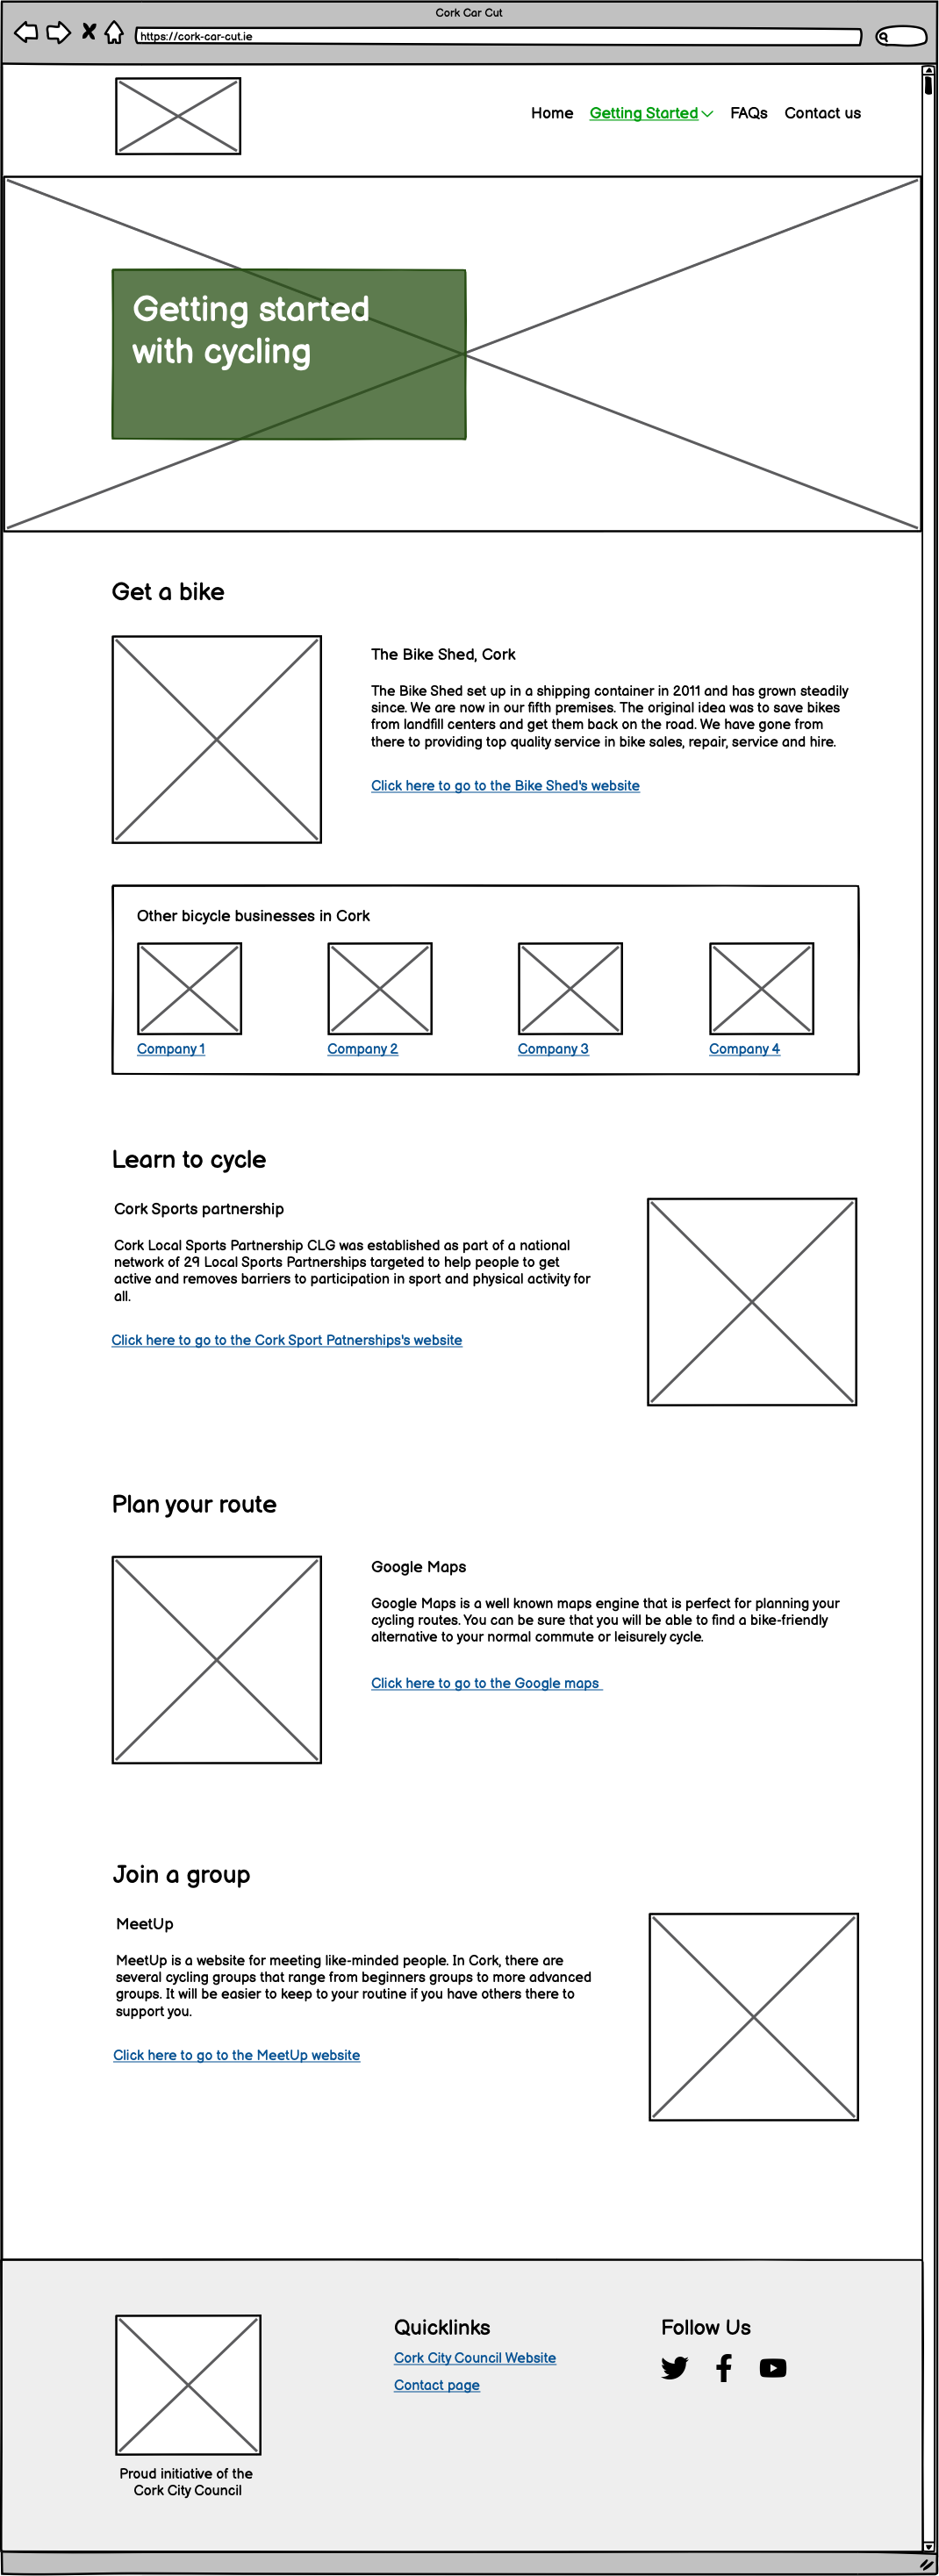 Cork Car Cut
https://cork-car-cut.ie
Home Getting Started FAQs Contact us
Getting started
with cycling
Get a bike
The Bike Shed, Cork
The Bike Shed set up in a shipping container in 2011 and has grown steadily
since. We are now in our fifth premises. The original idea was to save bikes
from landfill centers and get them back on the road. We have gone from
there to providing top quality service in bike sales, repair, service and hire.
Click here to go to the Bike Shed's website
Other bicycle businesses in Cork
Company 1 Company 2 Company 3 Company 4
Learn to cycle
Cork Sports partnership
Cork Local Sports Partnership CLG was established as part of a national
network of 29 Local Sports Partnerships targeted to help people to get
active and removes barriers to participation in sport and physical activity for
all.
Click here to go to the Cork Sport Patnerships's website
Plan your route
Google Maps
Google Maps is a well known maps engine that is perfect for planning your
cycling routes. You can be sure that you will be able to find a bike-friendly
alternative to your normal commute or leisurely cycle.
Click here to go to the Google maps
Join a group
MeetUp
MeetUp is a website for meeting like-minded people. In Cork, there are
several cycling groups that range from beginners groups to more advanced
groups. It will be easier to keep to your routine if you have others there to
support you.
Click here to go to the MeetUp website
Quicklinks
Cork City Council Website
Contact page
Follow Us
Proud initiative of the
Cork City Council